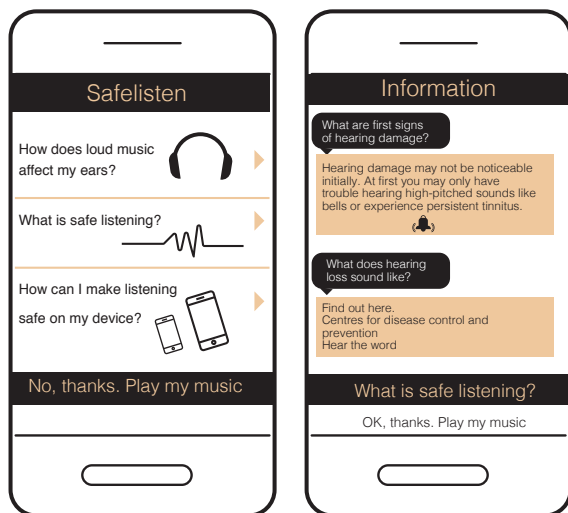 Safelisten
How does loud music
affect my ears?
What is safe listening?
How can I make listening
safe on my device?
No, thanks. Play my music
Information
What are first signs
of hearing damage?
Hearing damage may not be noticeable
initially. At first you may only have
trouble hearing high-pitched sounds like
bells or experience persistent tinnitus.
What does hearing
loss sound like?
Find out here.
Centres for disease control and
prevention
Hear the word
What is safe listening?
OK, thanks. Play my music